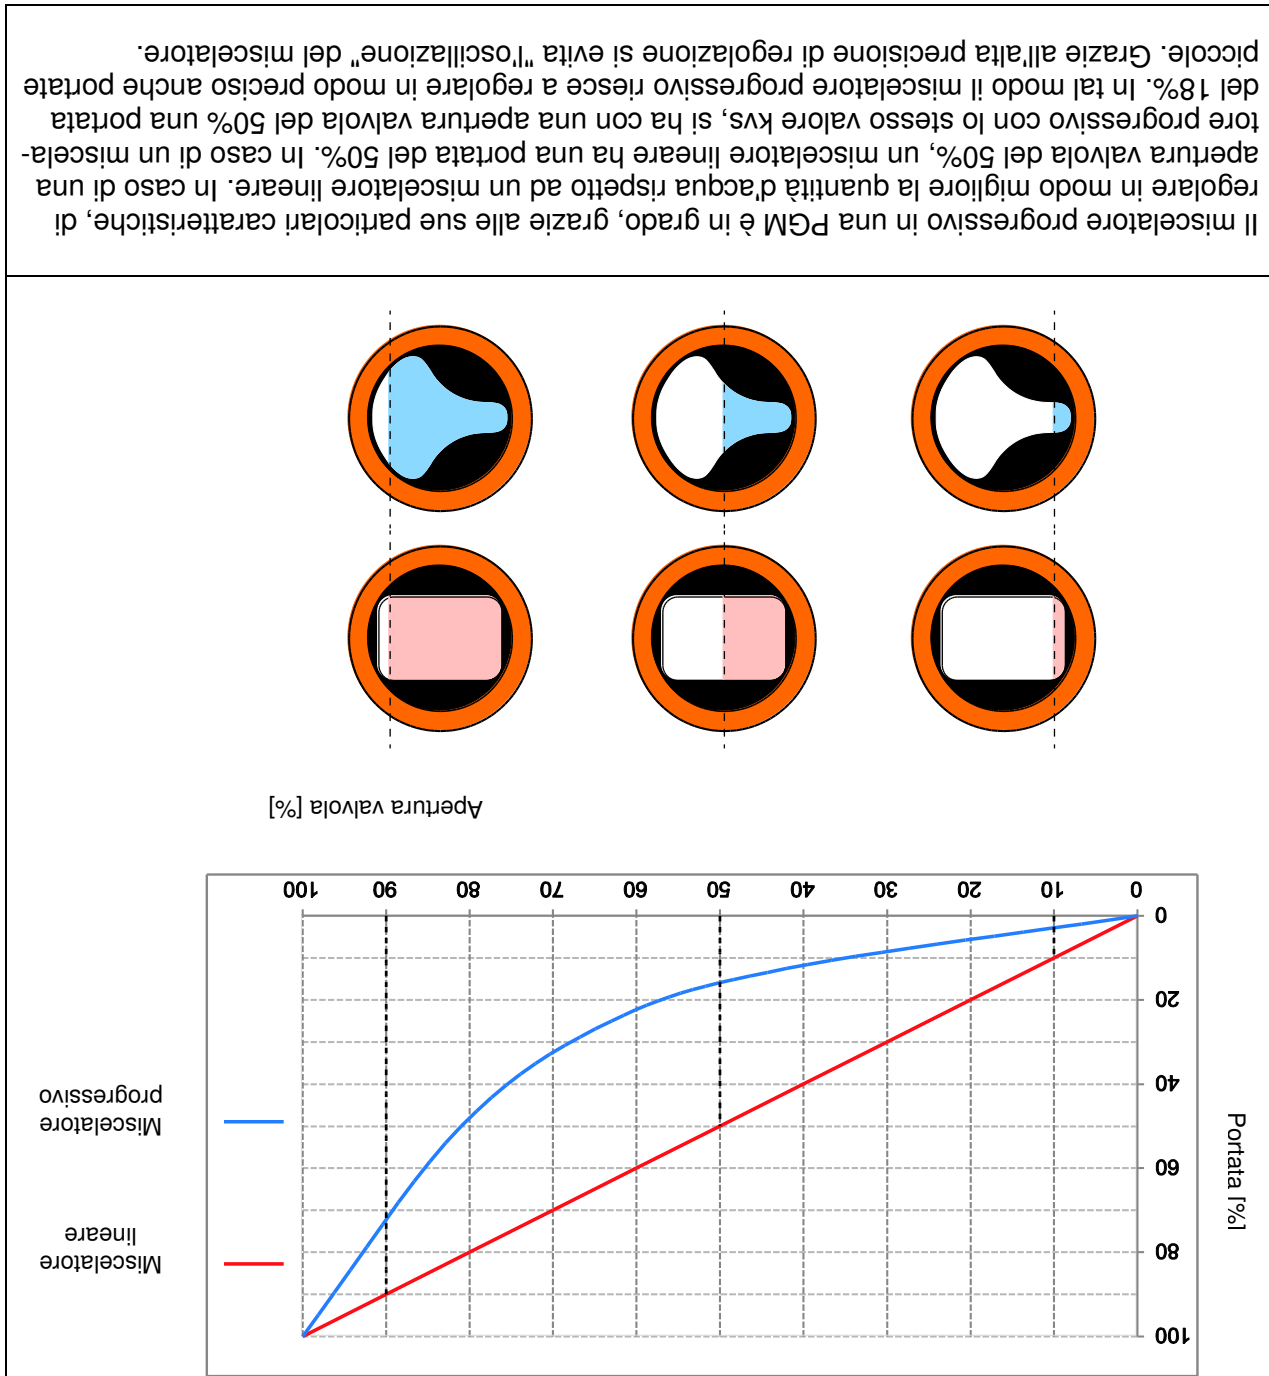 Portata [%]
100
80
60
40
20
0
0 10 20 30 40 50 60 70 80 90 100
Miscelatore
lineare
Miscelatore
progressivo
Apertura valvola [%]
Il miscelatore progressivo in una PGM è in grado, grazie alle sue particolari caratteristiche, di
regolare in modo migliore la quantità d'acqua rispetto ad un miscelatore lineare. In caso di una
apertura valvola del 50%, un miscelatore lineare ha una portata del 50%. In caso di un miscela-
tore progressivo con lo stesso valore kvs, si ha con una apertura valvola del 50% una portata
del 18%. In tal modo il miscelatore progressivo riesce a regolare in modo preciso anche portate
piccole. Grazie all'alta precisione di regolazione si evita "l'oscillazione" del miscelatore.